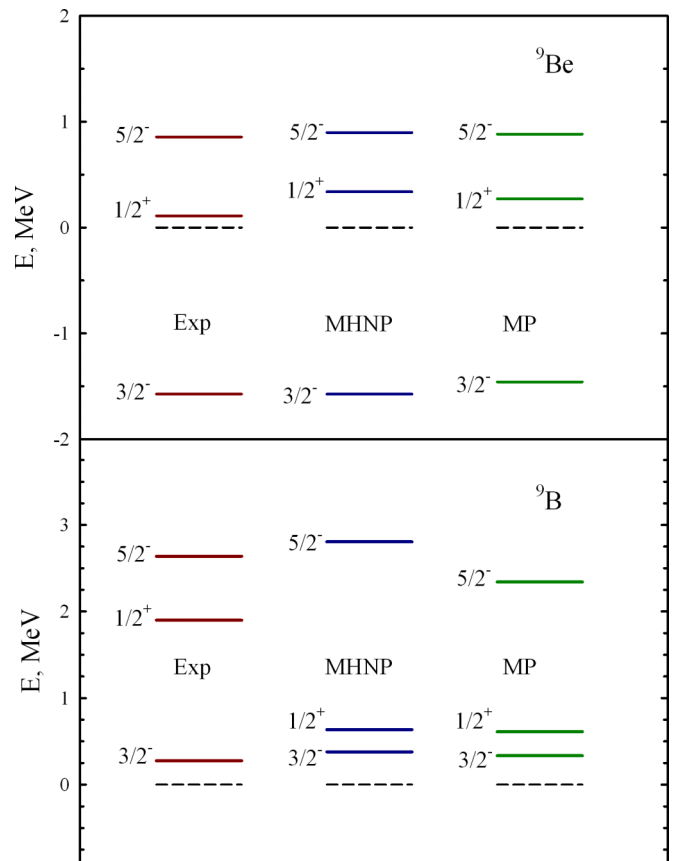 2
⁹Be
1
5/2⁻ 5/2⁻ 5/2⁻
1/2⁺ 1/2⁺ 1/2⁺
0
E, MeV
Exp MHNP MP
-1
3/2⁻ 3/2⁻ 3/2⁻
-2
⁹B
3
5/2⁻ 5/2⁻ 5/2⁻
2
1/2⁺
E, MeV
Exp MHNP MP
1
1/2⁺ 1/2⁺
3/2⁻ 3/2⁻ 3/2⁻
0